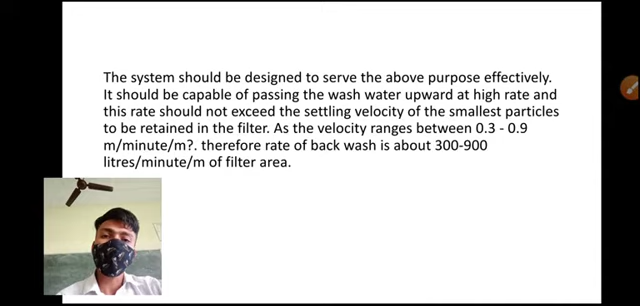 The system should be designed to serve the above purpose effectively.
It should be capable of passing the wash water upward at high rate and
this rate should not exceed the settling velocity of the smallest particles
to be retained in the filter. As the velocity ranges between 0.3 - 0.9
m/minute/m?. therefore rate of back wash is about 300-900
litres/minute/m of filter area.